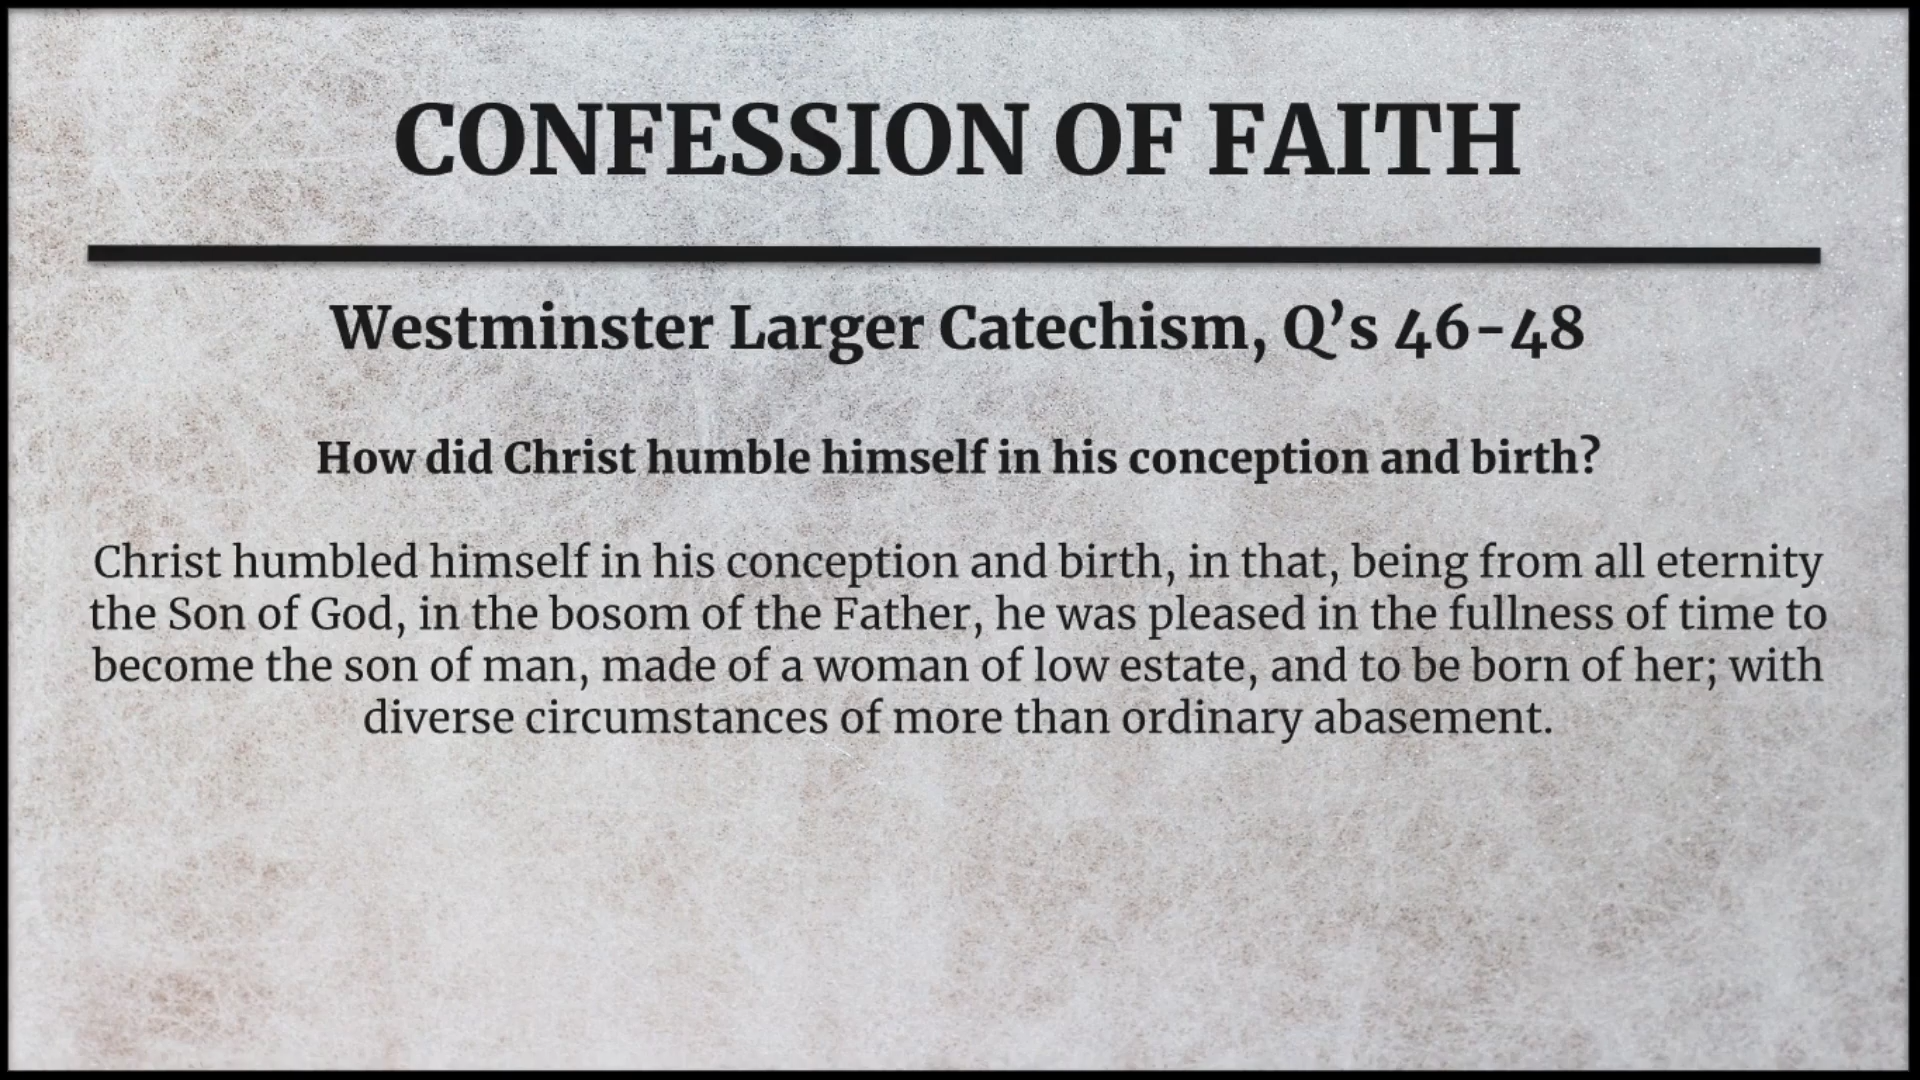 CONFESSION OF FAITH
Westminster Larger Catechism, Q’s 46-48
How did Christ humble himself in his conception and birth?
Christ humbled himself in his conception and birth, in that, being from all eternity
the Son of God, in the bosom of the Father, he was pleased in the fullness of time to
become the son of man, made of a woman of low estate, and to be born of her; with
diverse circumstances of more than ordinary abasement.